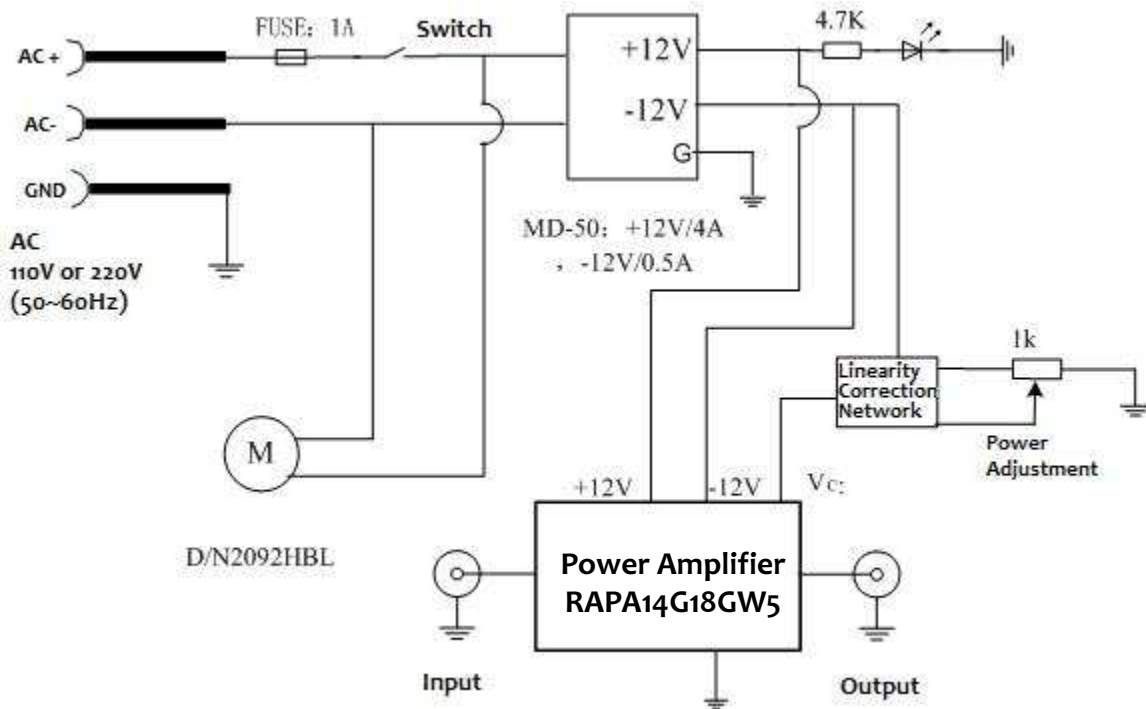 FUSE: 1A
Switch
AC+
AC-
GND
AC
110V or 220V
(50~60Hz)
+12V
-12V
G
4.7K
MD-50: +12V/4A
, -12V/0.5A
Linearity
Correction
Network
1k
Power
Adjustment
M
D/N2092HBL
+12V
-12V
Vc:
Power Amplifier
RAPA14G18GW5
Input
Output